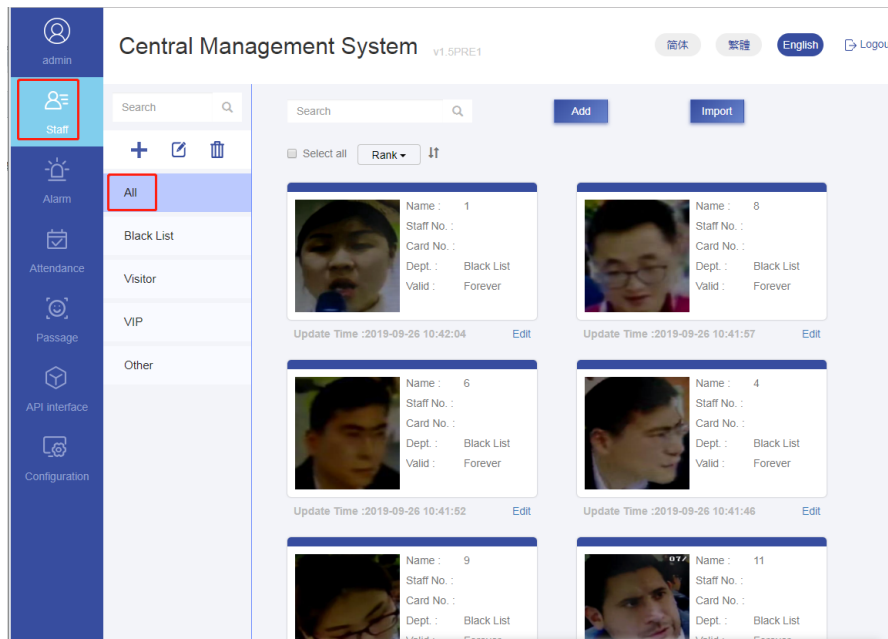 admin
Central Management System v1.5PRE1
简体 繁體 English Logou
Staff
Alarm
Attendance
Passage
API interface
Configuration
Search
All
Black List
Visitor
VIP
Other
Search Add Import
Select all Rank
Name : 1
Staff No. :
Card No. :
Dept. : Black List
Valid : Forever
Update Time :2019-09-26 10:42:04 Edit
Name : 8
Staff No. :
Card No. :
Dept. : Black List
Valid : Forever
Update Time :2019-09-26 10:41:57 Edit
Name : 6
Staff No. :
Card No. :
Dept. : Black List
Valid : Forever
Update Time :2019-09-26 10:41:52 Edit
Name : 4
Staff No. :
Card No. :
Dept. : Black List
Valid : Forever
Update Time :2019-09-26 10:41:46 Edit
Name : 9
Staff No. :
Card No. :
Dept. : Black List
Valid : Forever
07/
Name : 11
Staff No. :
Card No. :
Dept. : Black List
Valid : Forever